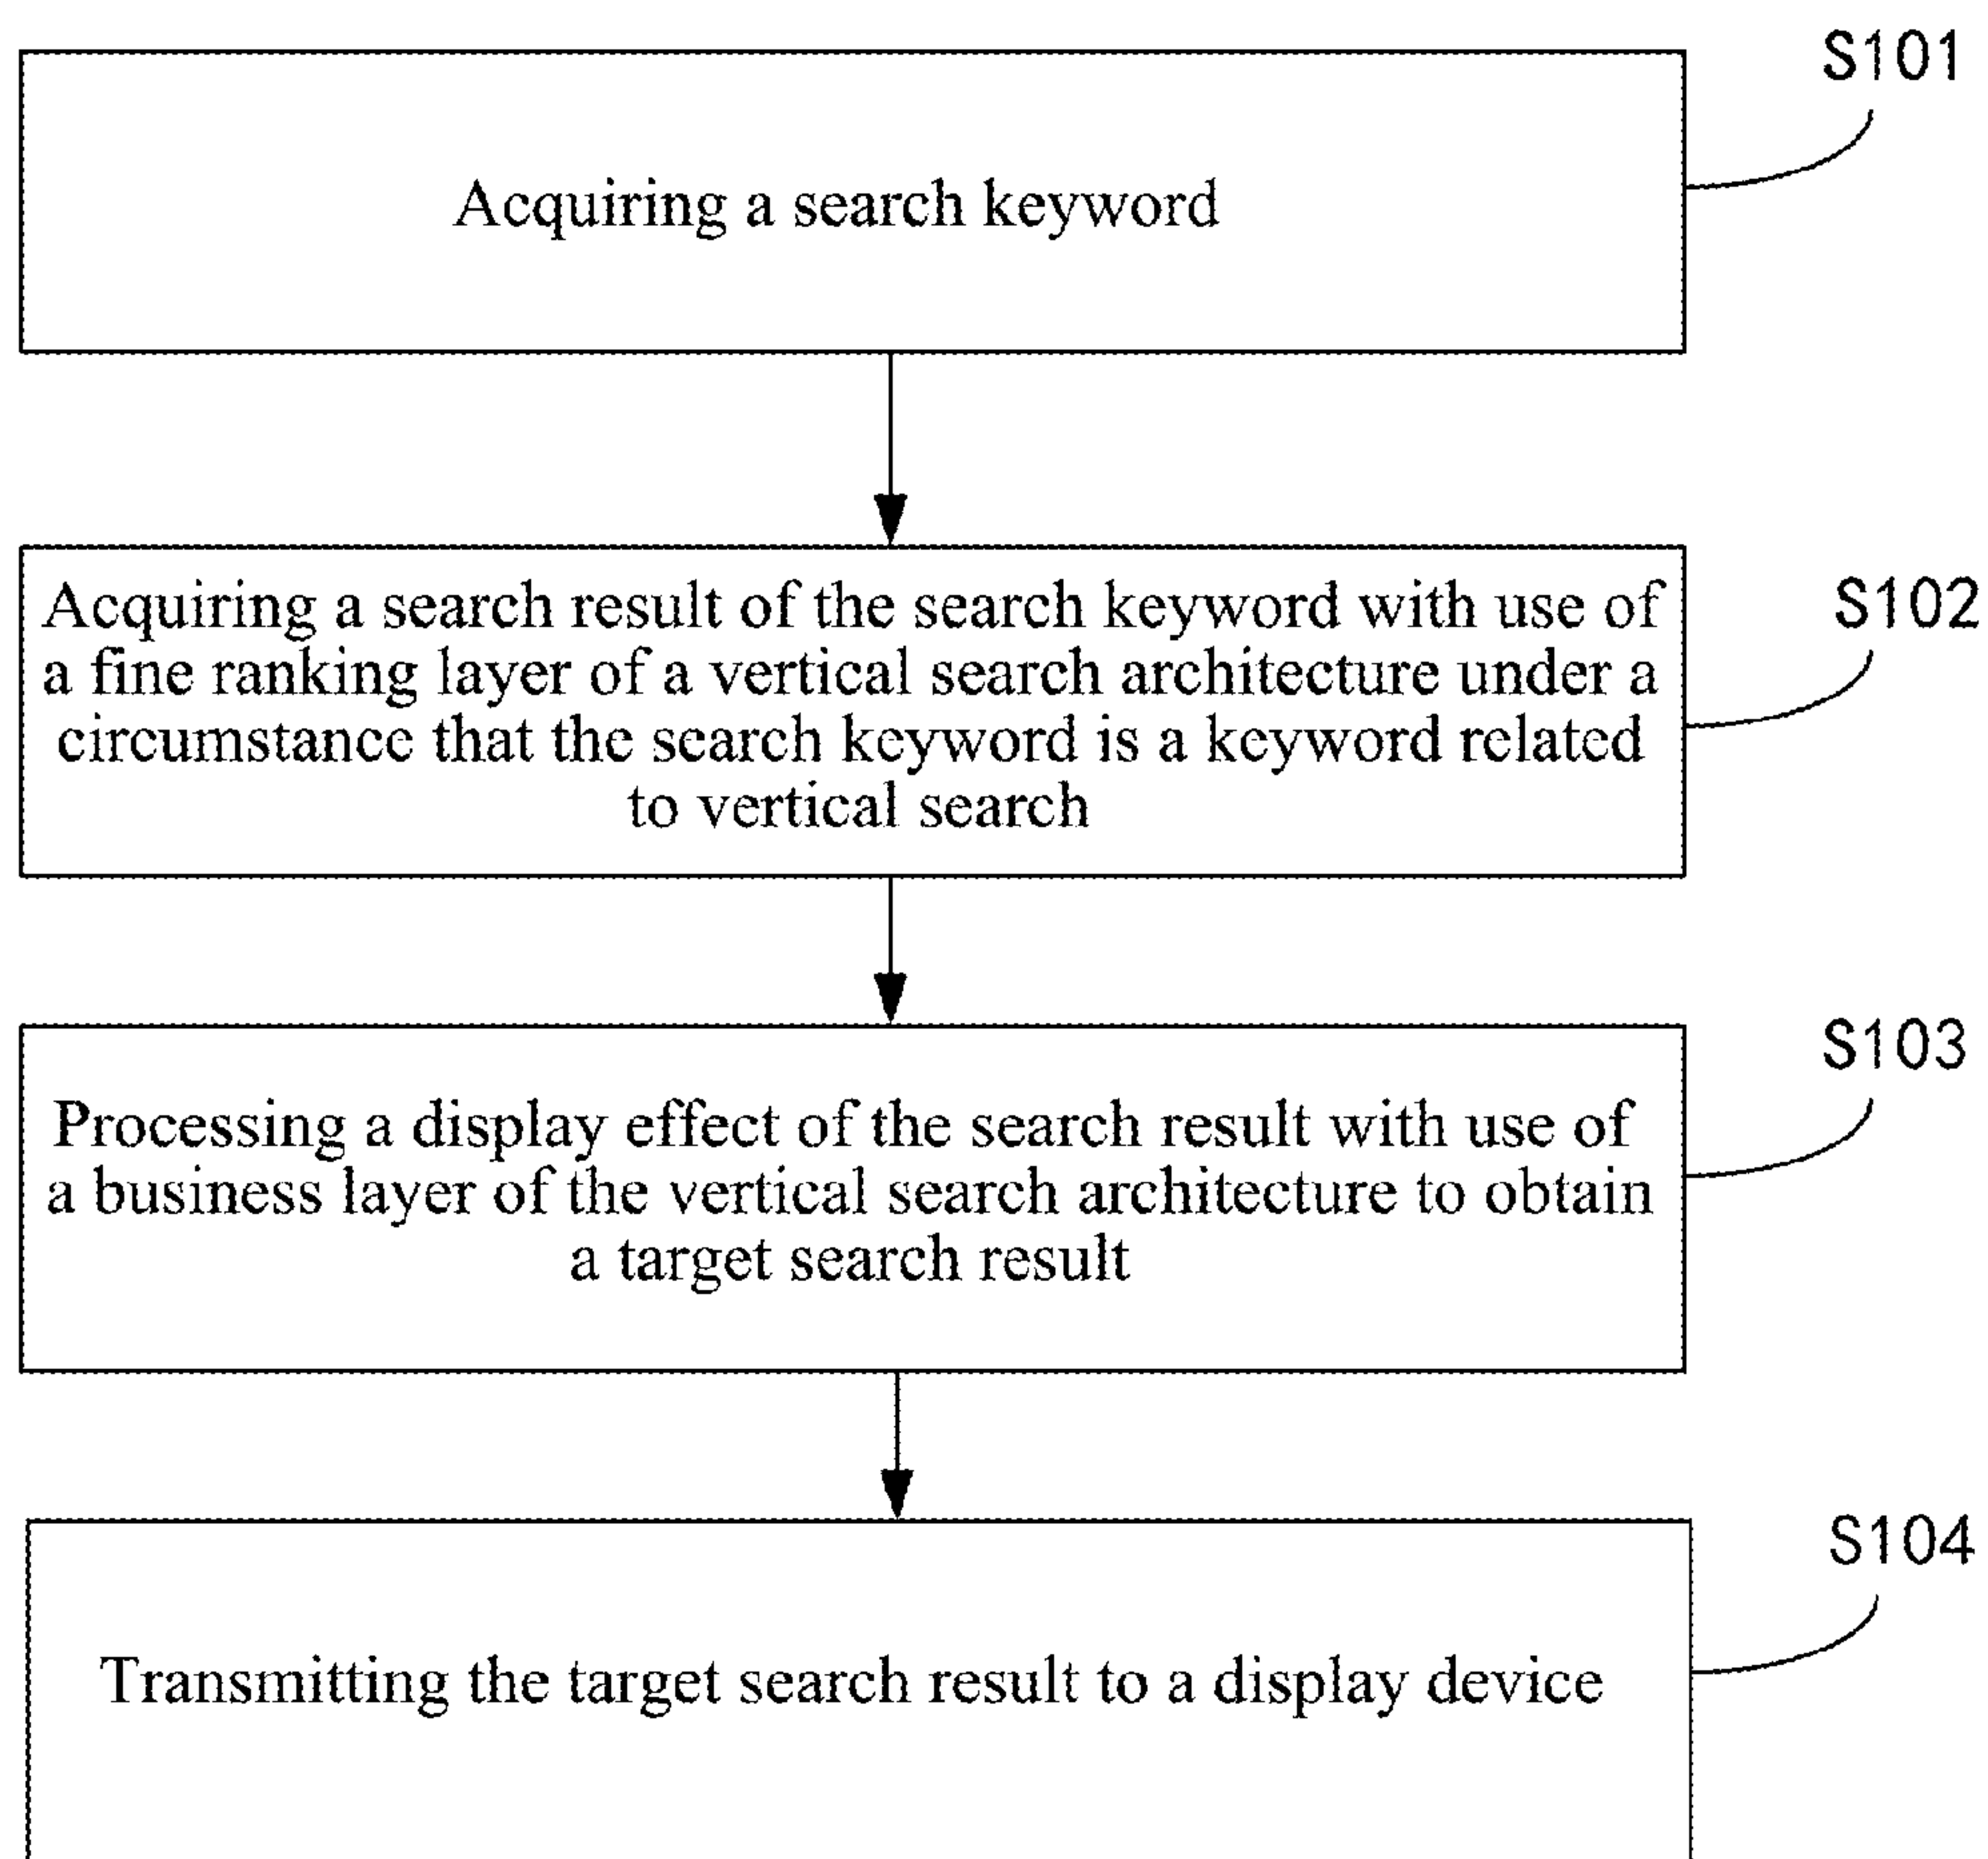 S101
Acquiring a search keyword
S102
Acquiring a search result of the search keyword with use of
a fine ranking layer of a vertical search architecture under a
circumstance that the search keyword is a keyword related
to vertical search
S103
Processing a display effect of the search result with use of
a business layer of the vertical search architecture to obtain
a target search result
S104
Transmitting the target search result to a display device